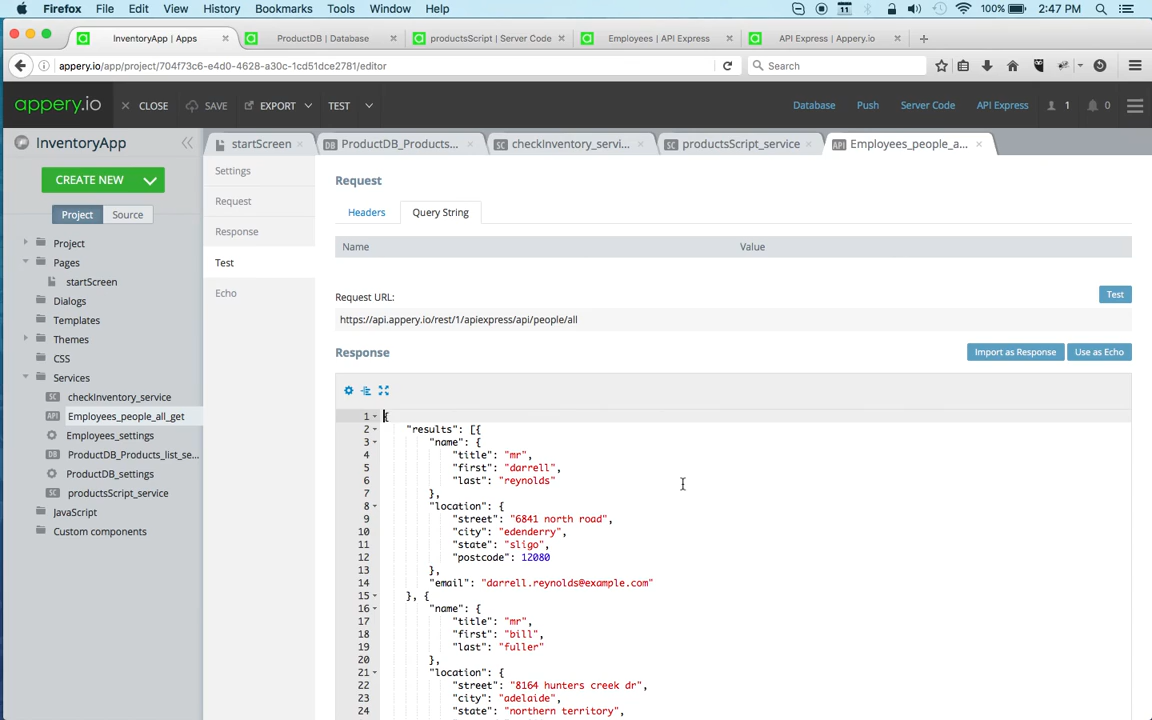 Firefox File Edit View History Bookmarks Tools Window Help 11 100% 2:47 PM
InventoryApp | Apps ProductDB | Database productsScript | Server Code Employees | API Express API Express | Appery.io
appery.io/app/project/704f73c6-e4d0-4628-a30c-1cd51dce2781/editor Search
appery.io CLOSE SAVE EXPORT TEST Database Push Server Code API Express 1 0
InventoryApp startScreen DB ProductDB_Products... SC checkInventory_servi... SC productsScript_service API Employees_people_a...
CREATE NEW
Project Source
Project
Pages
startScreen
Dialogs
Templates
Themes
CSS
Services
SC checkInventory_service
API Employees_people_all_get
Employees_settings
DB ProductDB_Products_list_se...
ProductDB_settings
SC productsScript_service
JavaScript
Custom components
Settings
Request
Response
Test
Echo
Request
Headers Query String
Name Value
Request URL: Test
https://api.appery.io/rest/1/apiexpress/api/people/all
Response Import as Response Use as Echo
1 {
2 "results": [{
3 "name": {
4 "title": "mr",
5 "first": "darrell",
6 "last": "reynolds"
7 },
8 "location": {
9 "street": "6841 north road",
10 "city": "edenderry",
11 "state": "sligo",
12 "postcode": 12080
13 },
14 "email": "darrell.reynolds@example.com"
15 }, {
16 "name": {
17 "title": "mr",
18 "first": "bill",
19 "last": "fuller"
20 },
21 "location": {
22 "street": "8164 hunters creek dr",
23 "city": "adelaide",
24 "state": "northern territory",